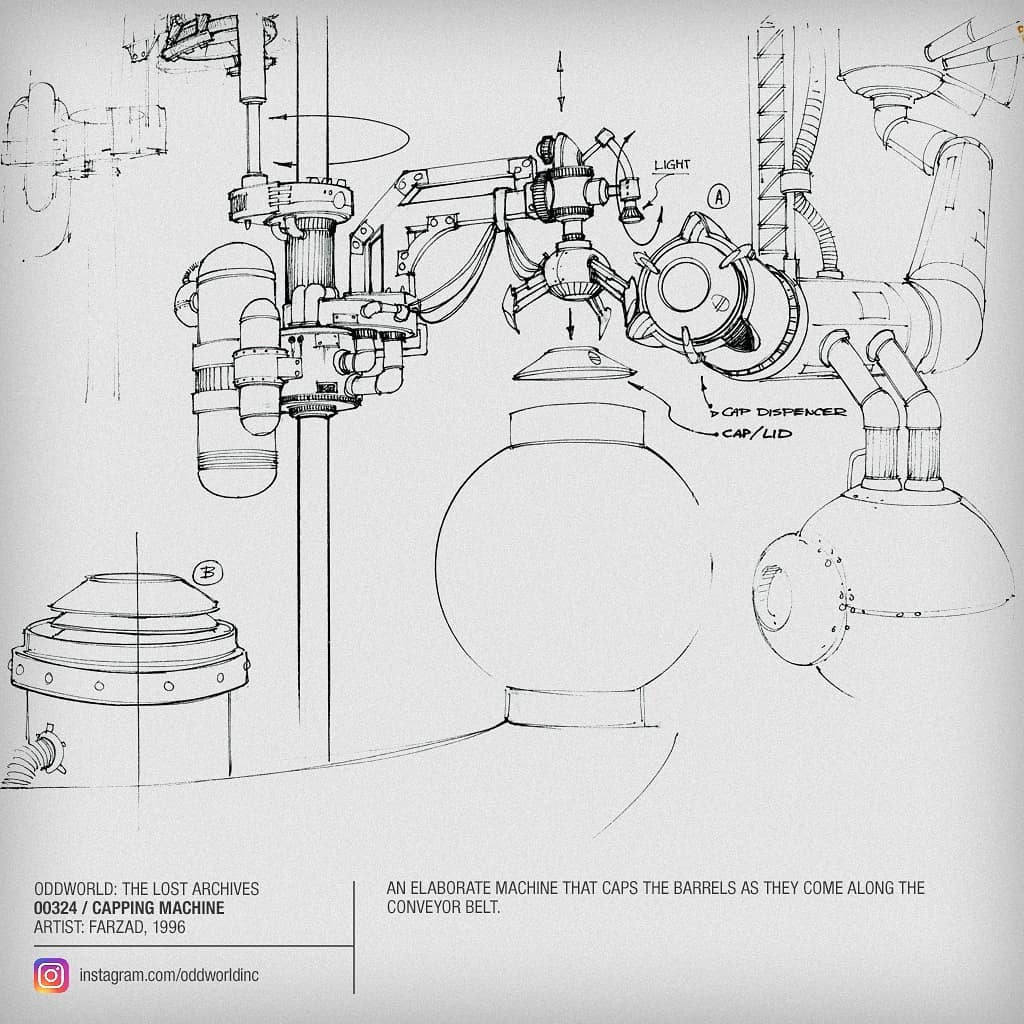 LIGHT
A
CAP DISPENCER
CAP/LID
B
ODDWORLD: THE LOST ARCHIVES
00324 / CAPPING MACHINE
ARTIST: FARZAD, 1996
AN ELABORATE MACHINE THAT CAPS THE BARRELS AS THEY COME ALONG THE
CONVEYOR BELT.
instagram.com/oddworldinc